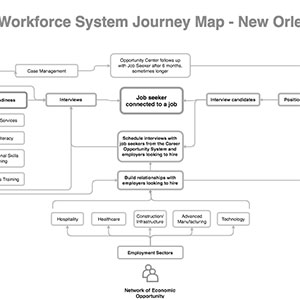 Workforce System Journey Map - New Orle
Opportunity Center follows up
with Job Seeker after 6 months,
sometimes longer
Case Management
Job seeker
connected to a job
diness
Interviews
Interview candidates
Positio
Services
eracy
nal Skills
ning
Training
Schedule interviews with
job seekers from the Career
Opportunity System and
employers looking to hire
Build relationships with
employers looking to hire
Hospitality
Healthcare
Construction/
Infrastructure
Advanced
Manufacturing
Technology
Employment Sectors
Network of Economic
Opportunity